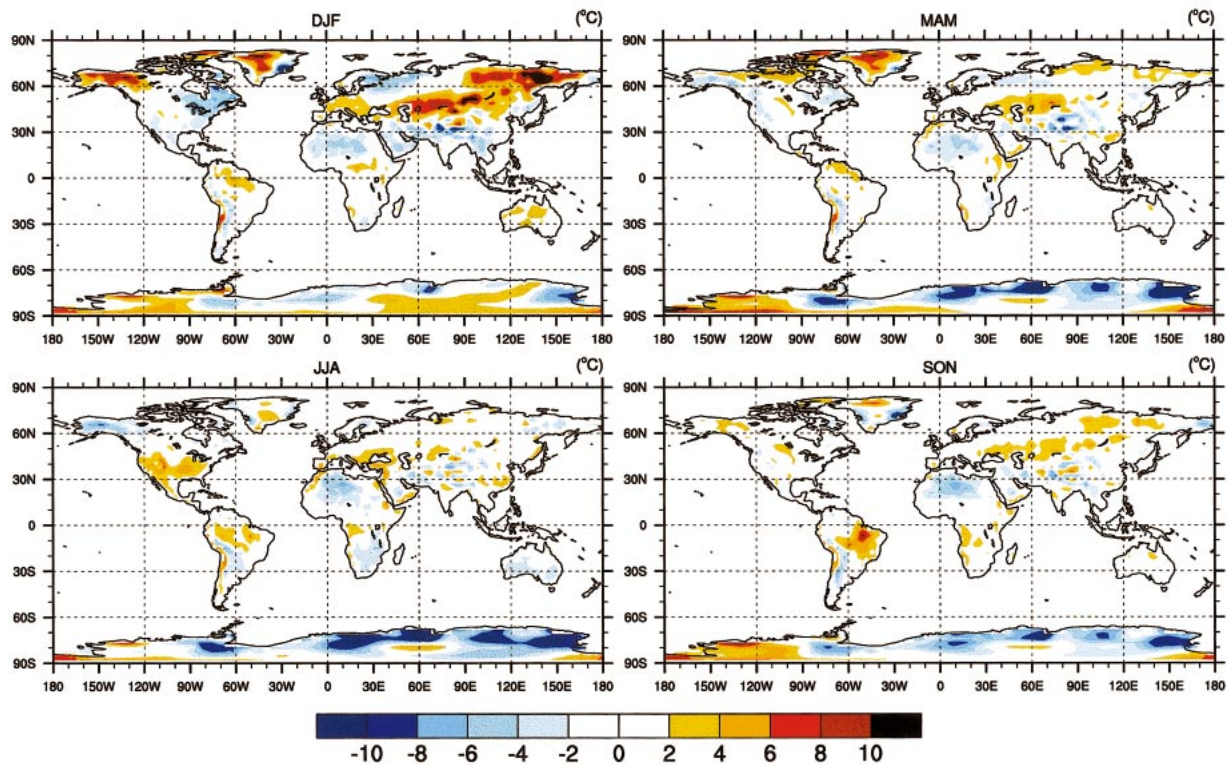 DJF (°C)
90N
60N
30N
0
30S
60S
90S
180 150W 120W 90W 60W 30W 0 30E 60E 90E 120E 150E 180
MAM (°C)
90N
60N
30N
0
30S
60S
90S
180 150W 120W 90W 60W 30W 0 30E 60E 90E 120E 150E 180
JJA (°C)
90N
60N
30N
0
30S
60S
90S
180 150W 120W 90W 60W 30W 0 30E 60E 90E 120E 150E 180
SON (°C)
90N
60N
30N
0
30S
60S
90S
180 150W 120W 90W 60W 30W 0 30E 60E 90E 120E 150E 180
-10 -8 -6 -4 -2 0 2 4 6 8 10